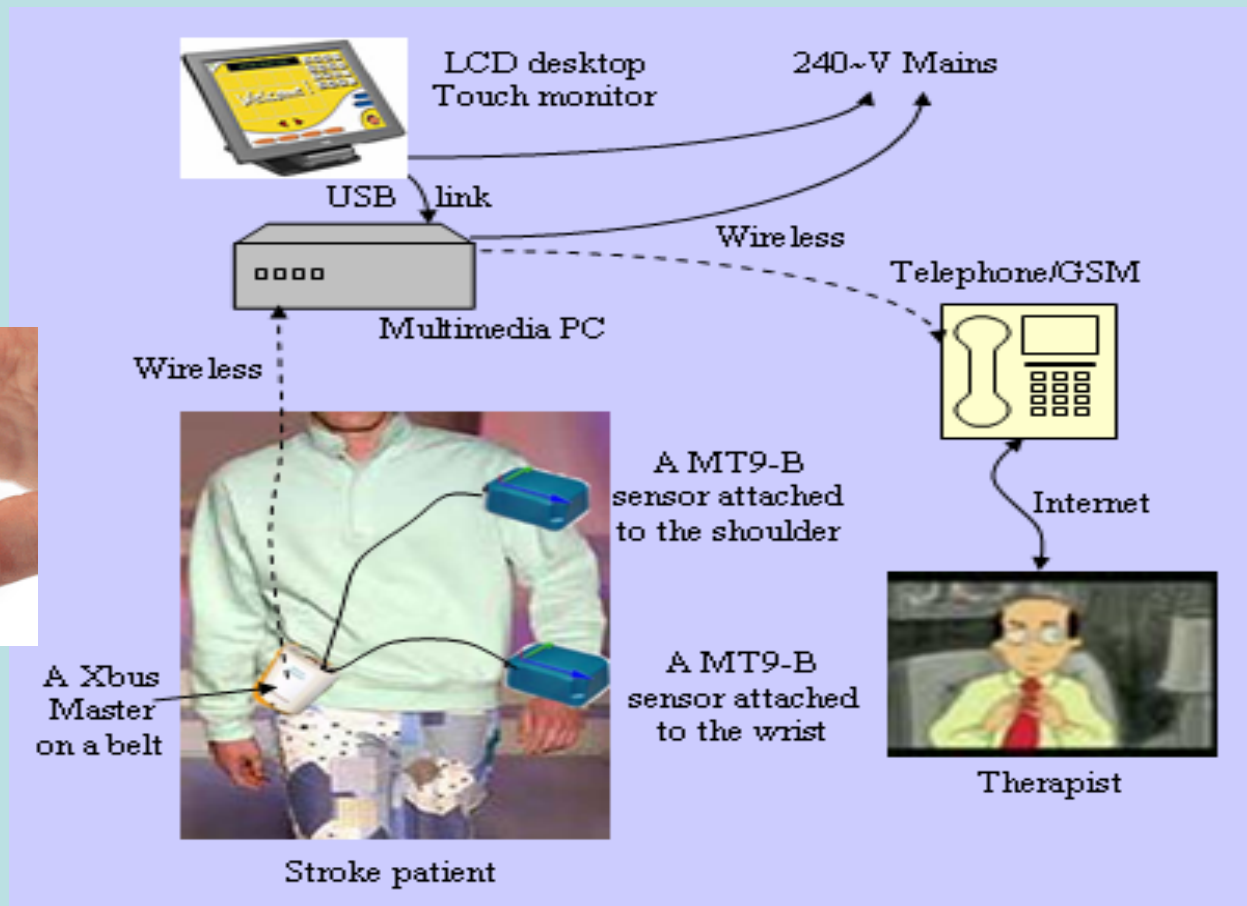 LCD desktop
Touch monitor
240~V Mains
USB link
Wireless
Telephone/GSM
Multimedia PC
Wireless
A MT9-B
sensor attached
to the shoulder
Internet
A Xbus
Master
on a belt
A MT9-B
sensor attached
to the wrist
Therapist
Stroke patient